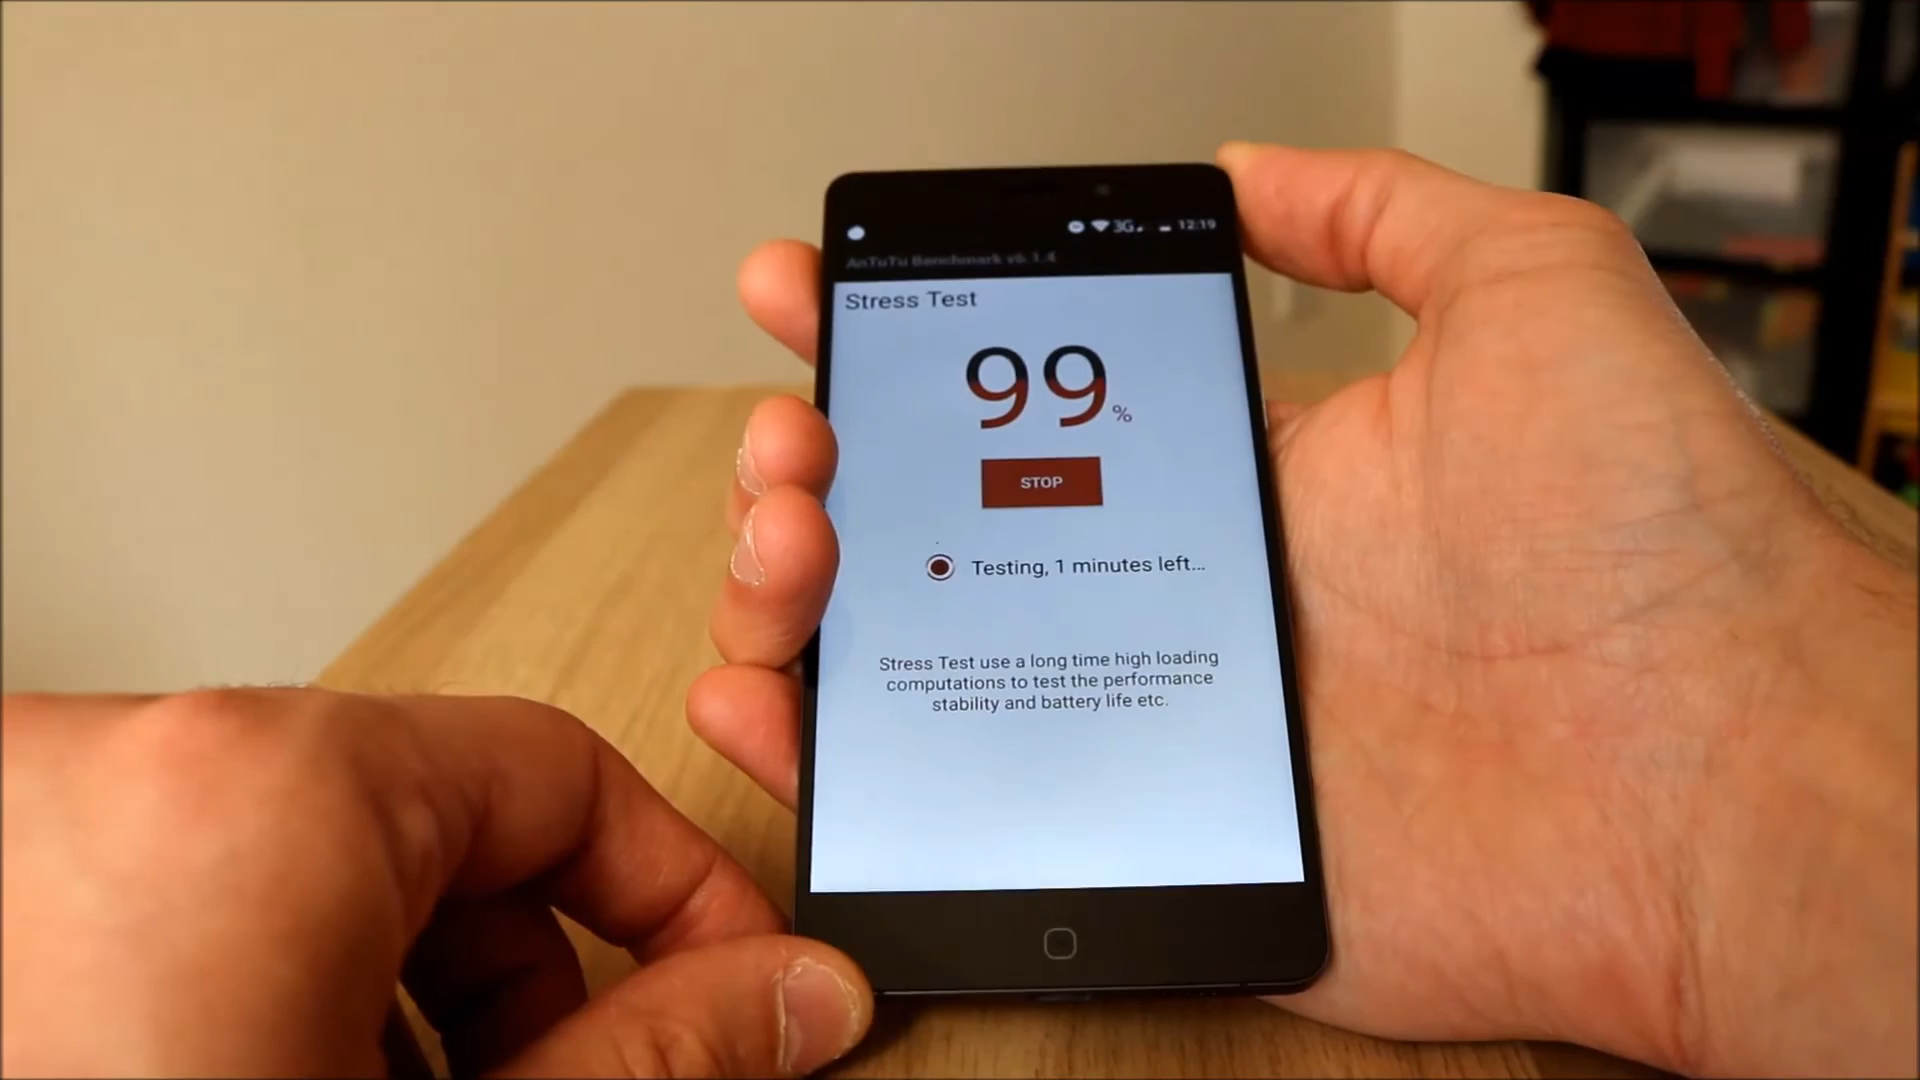 3G 12:19
AnTuTu Benchmark v6.1.4
Stress Test
99%
STOP
Testing, 1 minutes left...
Stress Test use a long time high loading
computations to test the performance
stability and battery life etc.